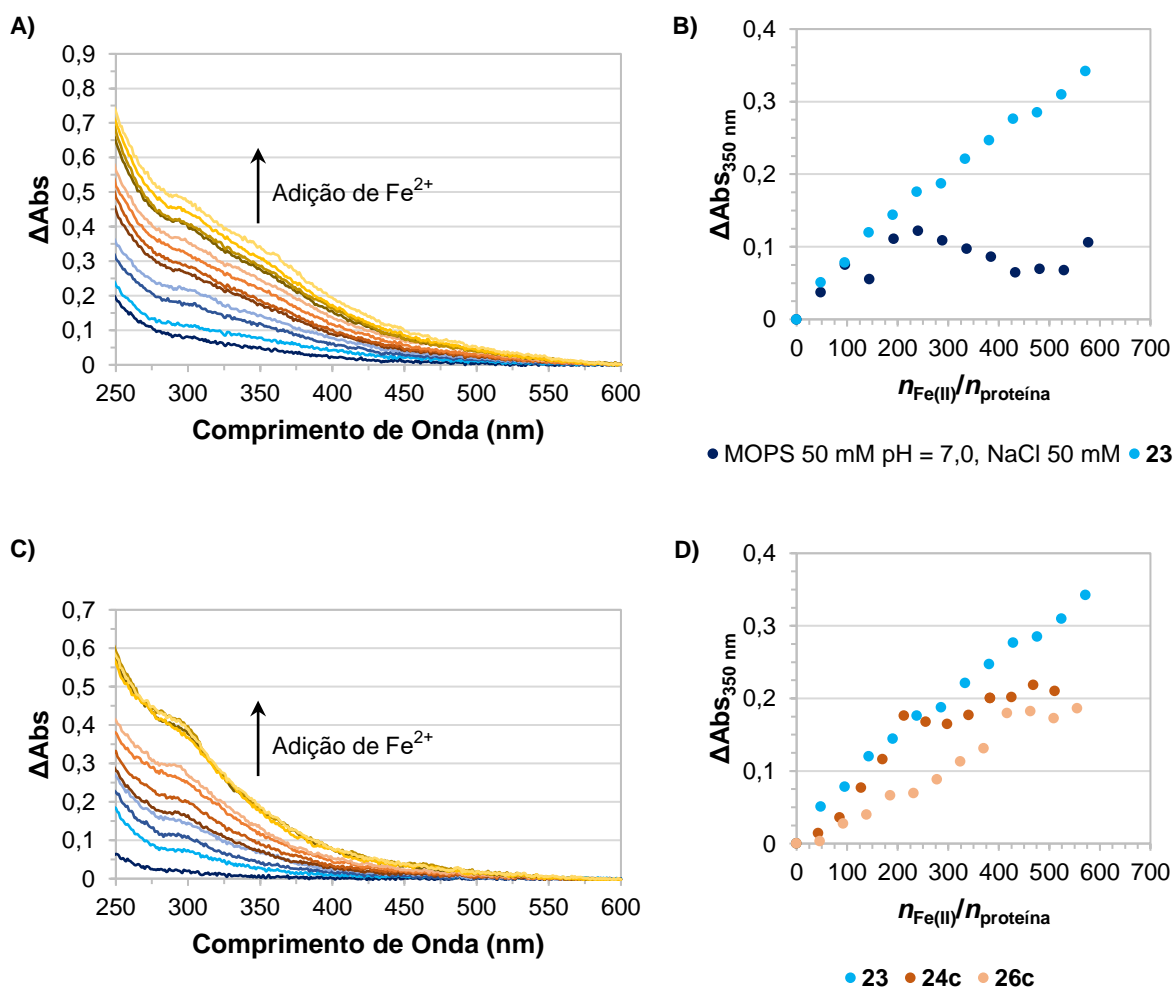 A)
0,9
0,8
0,7
0,6
0,5
0,4
0,3
0,2
0,1
0
ΔAbs
Adição de Fe2+
250 300 350 400 450 500 550 600
Comprimento de Onda (nm)
B)
0,4
0,3
0,2
0,1
0
ΔAbs350 nm
0 100 200 300 400 500 600 700
nFe(II)/nproteína
MOPS 50 mM pH = 7,0, NaCl 50 mM 23
C)
0,7
0,6
0,5
0,4
0,3
0,2
0,1
0
ΔAbs
Adição de Fe2+
250 300 350 400 450 500 550 600
Comprimento de Onda (nm)
D)
0,4
0,3
0,2
0,1
0
ΔAbs350 nm
0 100 200 300 400 500 600 700
nFe(II)/nproteína
23 24c 26c